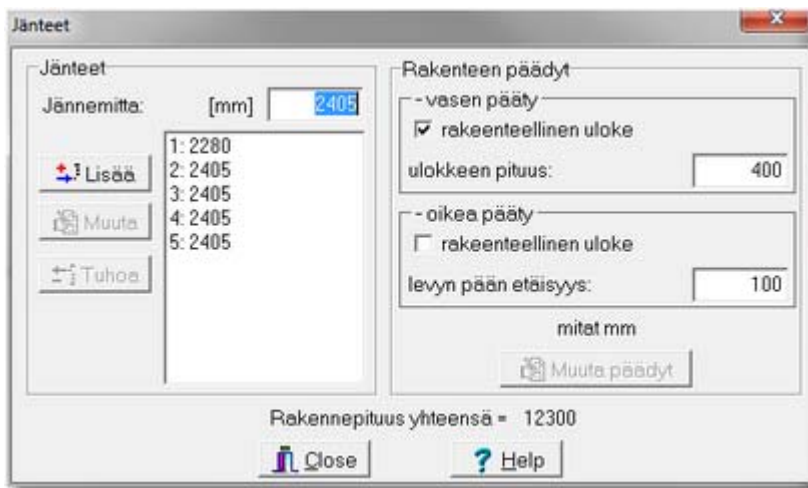 Jänteet
Jänteet
Jännemitta: [mm] 2405
1: 2280
2: 2405
3: 2405
4: 2405
5: 2405
Lisää
Muuta
Tuhoa
Rakenteen päädyt
- vasen pääty
rakeenteellinen uloke
ulokkeen pituus: 400
- oikea pääty
rakeenteellinen uloke
levyn pään etäisyys: 100
mitat mm
Muuta päädyt
Rakennepituus yhteensä = 12300
Close
? Help